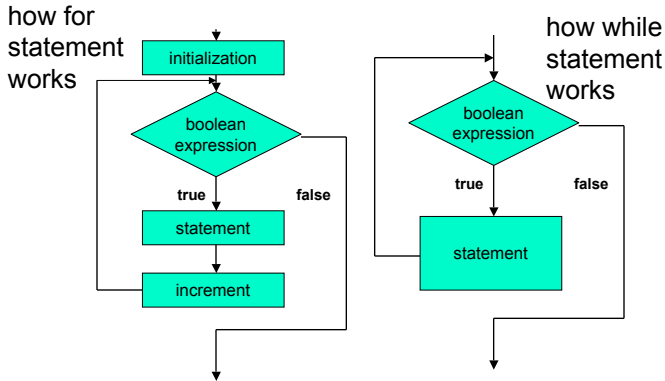 how for
statement
works
initialization
boolean
expression
true
false
statement
increment
how while
statement
works
boolean
expression
true
false
statement